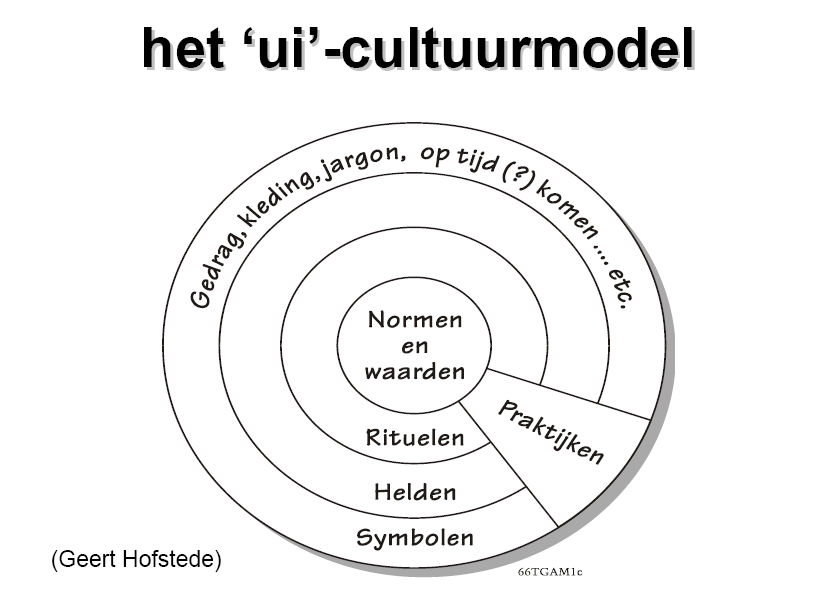 het ‘ui’-cultuurmodel
Gedrag, kleding, jargon, op tijd (?) komen .... etc.
Normen
en
waarden
Praktijken
Rituelen
Helden
Symbolen
(Geert Hofstede)
66TGAM1c